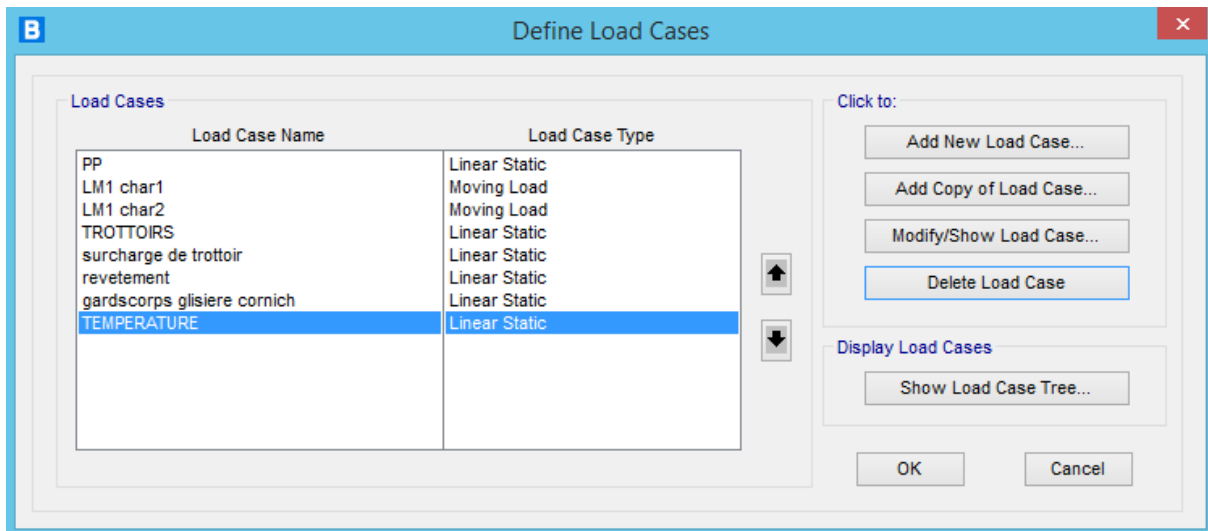 B Define Load Cases
Load Cases
Load Case Name Load Case Type
PP Linear Static
LM1 char1 Moving Load
LM1 char2 Moving Load
TROTTOIRS Linear Static
surcharge de trottoir Linear Static
revetement Linear Static
gardscorps glisiere cornich Linear Static
TEMPERATURE Linear Static
Click to:
Add New Load Case...
Add Copy of Load Case...
Modify/Show Load Case...
Delete Load Case
Display Load Cases
Show Load Case Tree...
OK Cancel